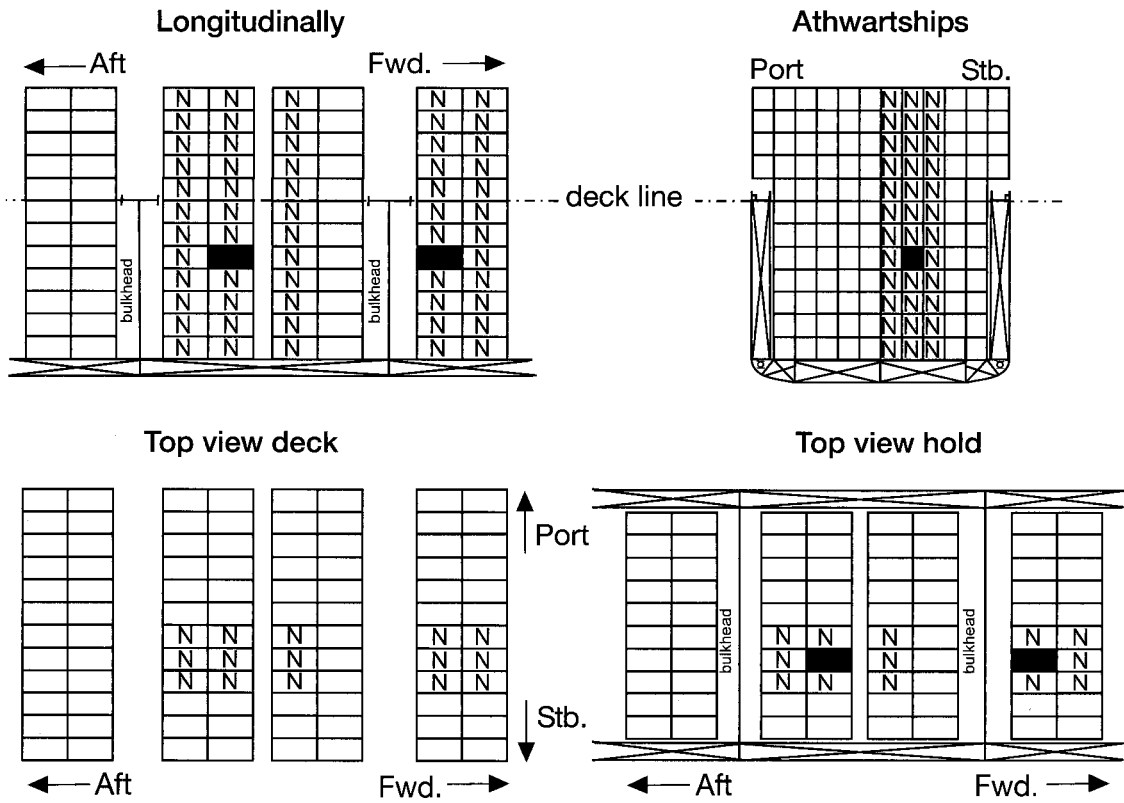 Longitudinally
Aft
Fwd.
N N N N N
N N N N N
N N N N N
N N N N N
N N N N N
N N N N N
N N N N N
N N N
N N N N N
N N N N N
N N N N N
N N N N N
bulkhead
bulkhead
deck line
Athwartships
Port
Stb.
N N N
N N N
N N N
N N N
N N N
N N N
N N N
N N
N N N
N N N
N N N
N N N
Top view deck
Port
N N N N N
N N N N N
N N N N N
Stb.
Aft
Fwd.
Top view hold
N N N N N
N N N
N N N N N
bulkhead
bulkhead
Aft
Fwd.